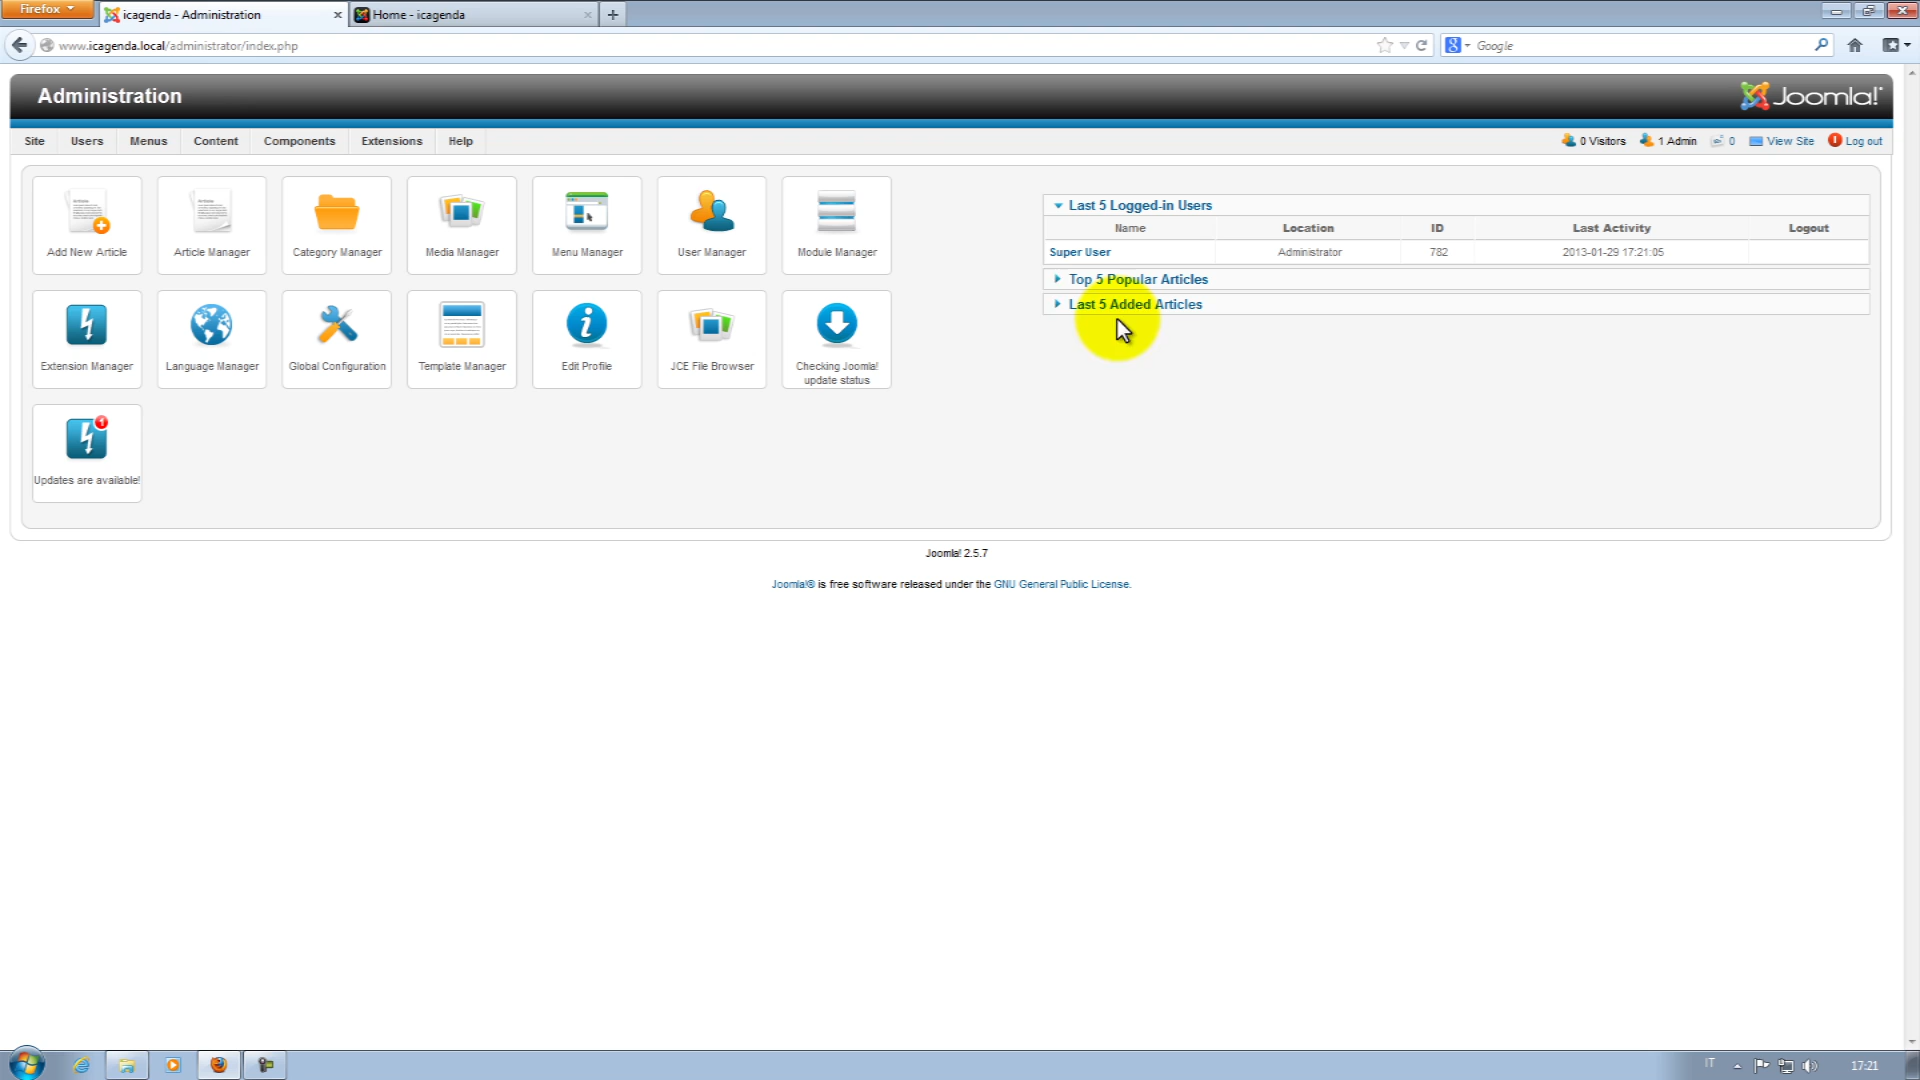 Firefox
icagenda - Administration
Home - icagenda
www.icagenda.local/administrator/index.php
Google
Administration
Joomla!
Site Users Menus Content Components Extensions Help
0 Visitors 1 Admin 0 View Site Log out
Add New Article
Article Manager
Category Manager
Media Manager
Menu Manager
User Manager
Module Manager
Extension Manager
Language Manager
Global Configuration
Template Manager
Edit Profile
JCE File Browser
Checking Joomla!
update status
1
Updates are available!
Last 5 Logged-in Users
Name Location ID Last Activity Logout
Super User Administrator 782 2013-01-29 17:21:05
Top 5 Popular Articles
Last 5 Added Articles
Joomla! 2.5.7
Joomla!® is free software released under the GNU General Public License.
IT
17:21